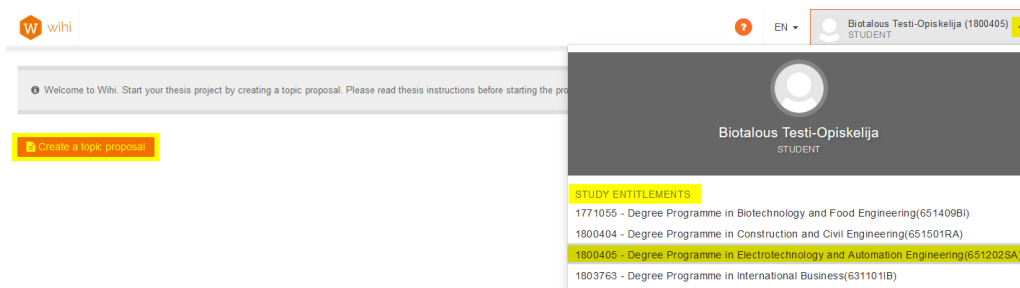 W wihi
?
EN
Biotalous Testi-Opiskelija (1800405)
STUDENT
Welcome to Wihi. Start your thesis project by creating a topic proposal. Please read thesis instructions before starting the pro
Create a topic proposal
Biotalous Testi-Opiskelija
STUDENT
STUDY ENTITLEMENTS
1771055 - Degree Programme in Biotechnology and Food Engineering(651409BI)
1800404 - Degree Programme in Construction and Civil Engineering(651501RA)
1800405 - Degree Programme in Electrotechnology and Automation Engineering(651202SA)
1803763 - Degree Programme in International Business(631101IB)